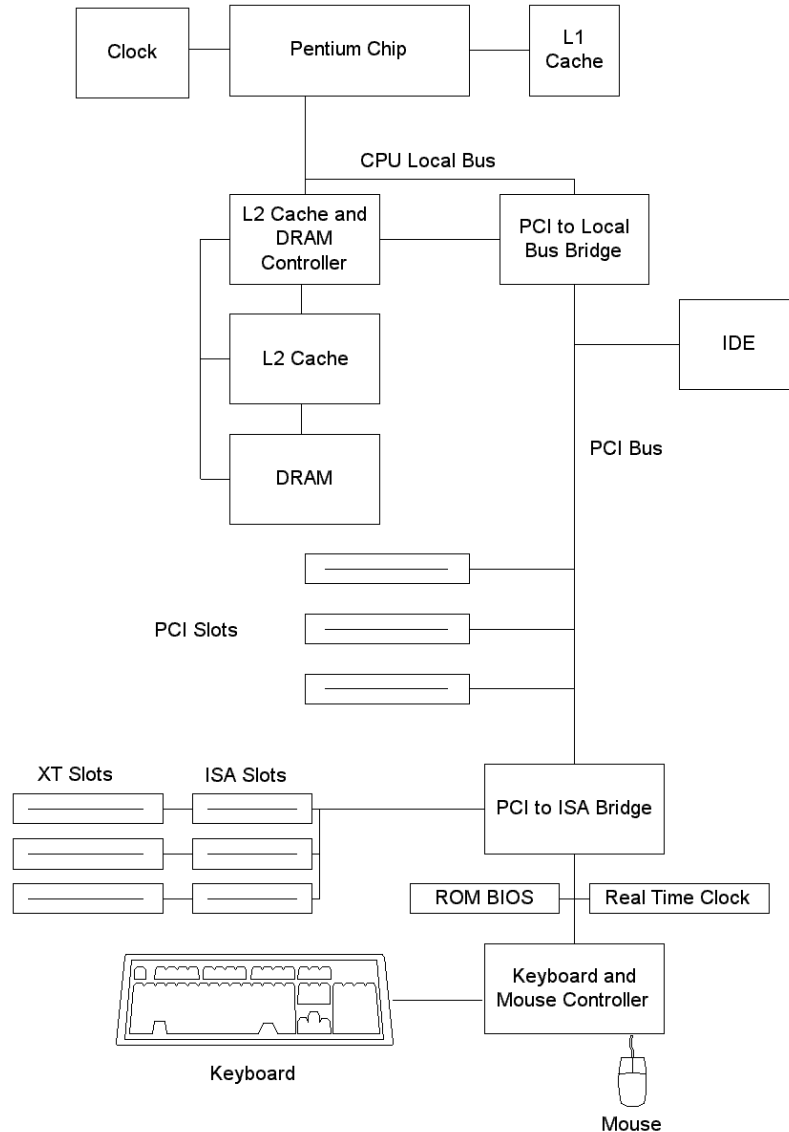 Clock
Pentium Chip
L1
Cache
CPU Local Bus
L2 Cache and
DRAM
Controller
PCI to Local
Bus Bridge
IDE
L2 Cache
PCI Bus
DRAM
PCI Slots
XT Slots
ISA Slots
PCI to ISA Bridge
ROM BIOS
Real Time Clock
Keyboard and
Mouse Controller
Keyboard
Mouse